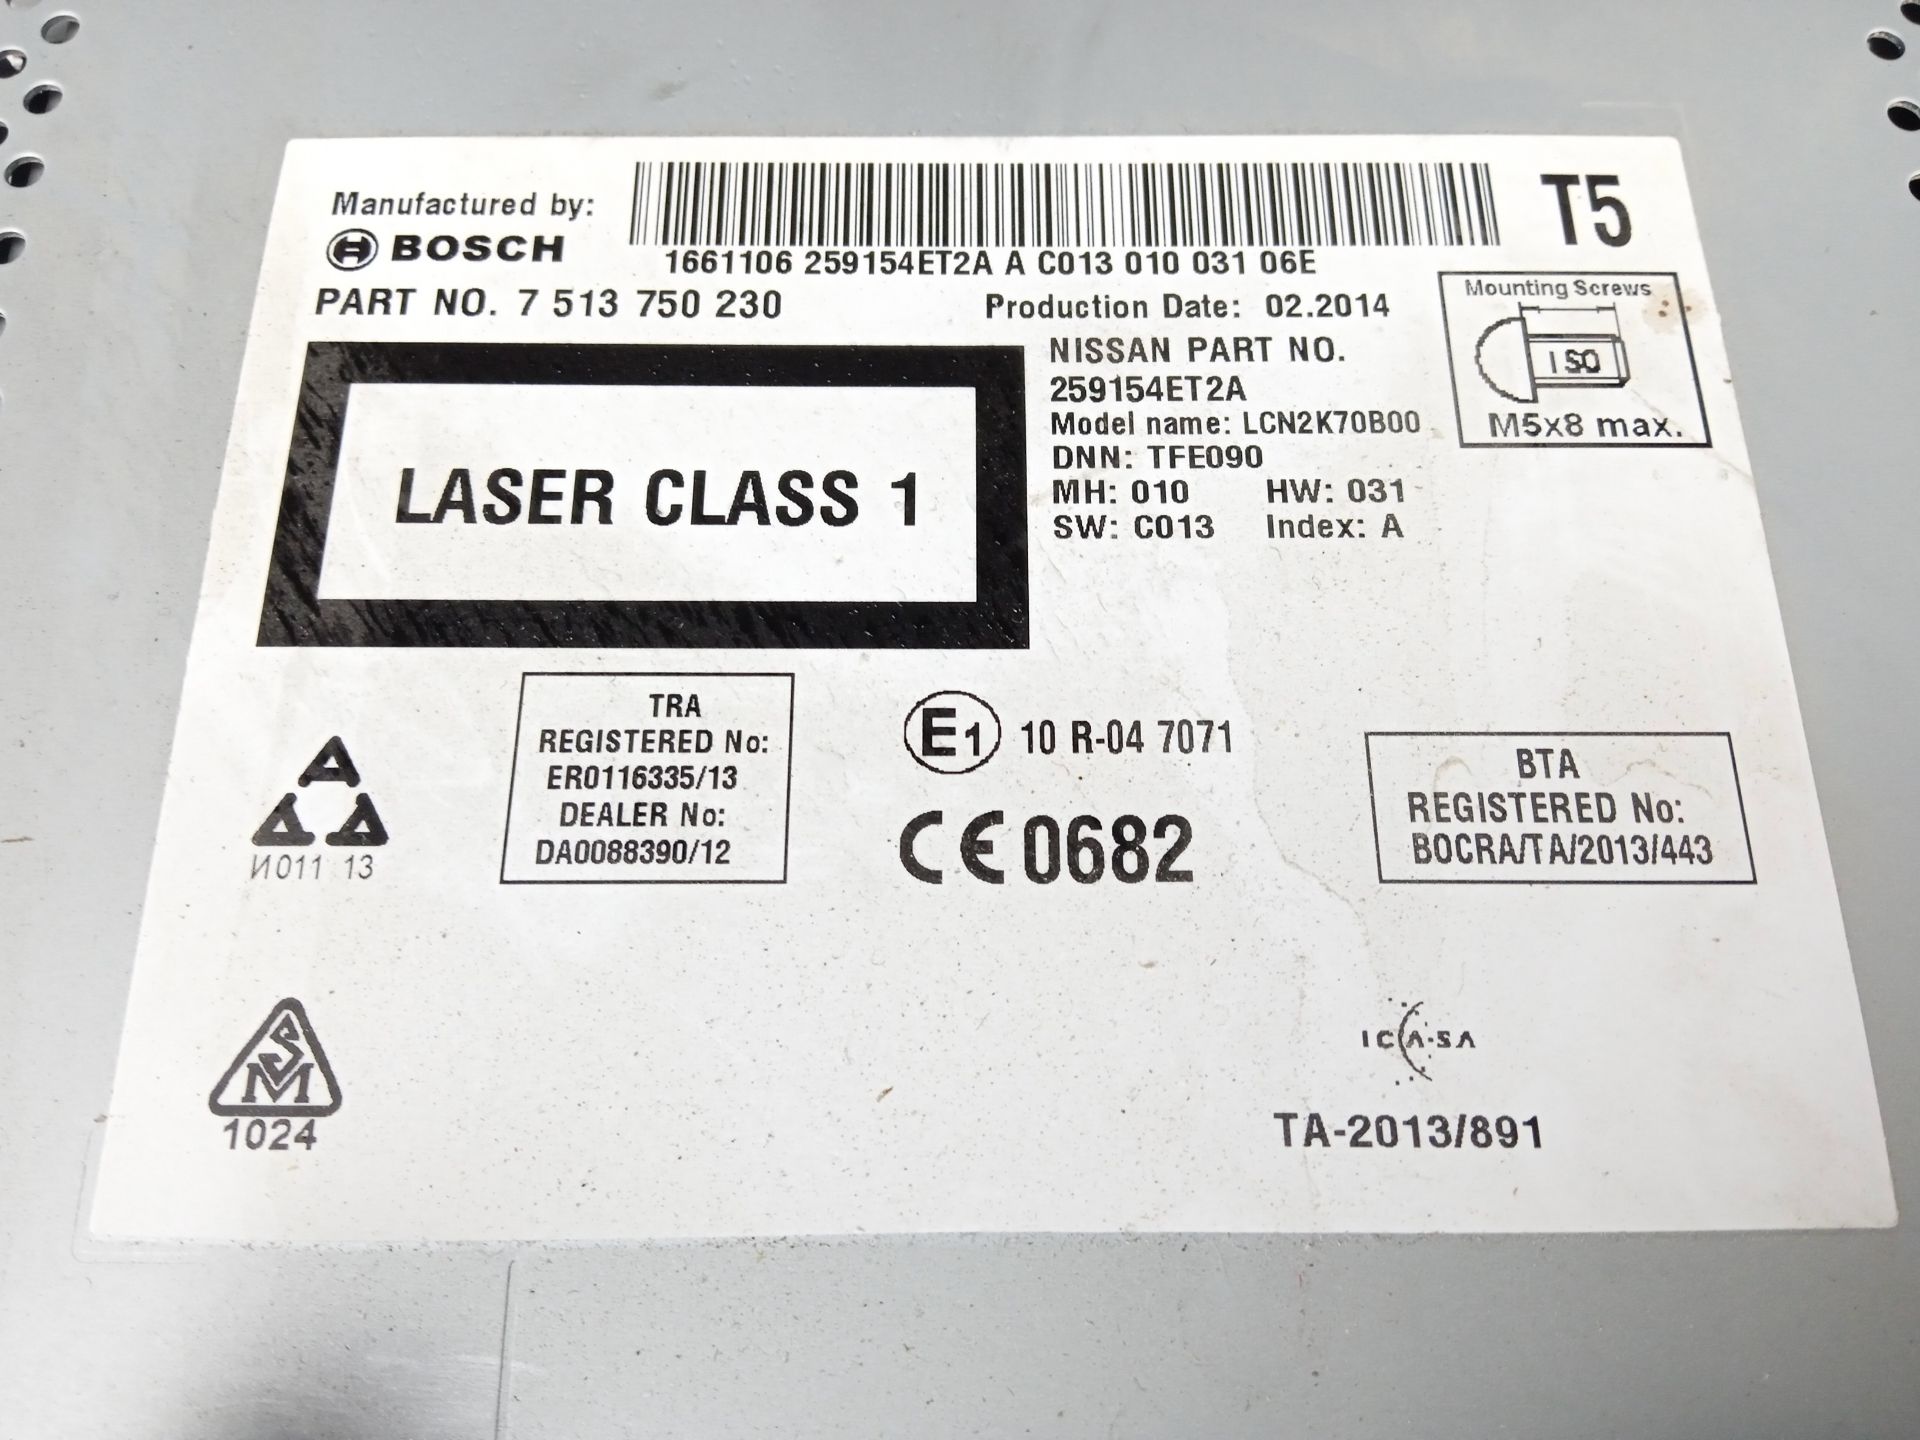 Manufactured by:
BOSCH
1661106 259154ET2A A C013 010 031 06E
T5
PART NO. 7 513 750 230
Production Date: 02.2014
Mounting Screws
ISO
M5x8 max.
NISSAN PART NO.
259154ET2A
Model name: LCN2K70B00
DNN: TFE090
MH: 010 HW: 031
SW: C013 Index: A
LASER CLASS 1
TRA
REGISTERED No:
ER0116335/13
DEALER No:
DA0088390/12
E1 10 R-04 7071
CE 0682
BTA
REGISTERED No:
BOCRA/TA/2013/443
И011 13
SM
1024
ICASA
TA-2013/891